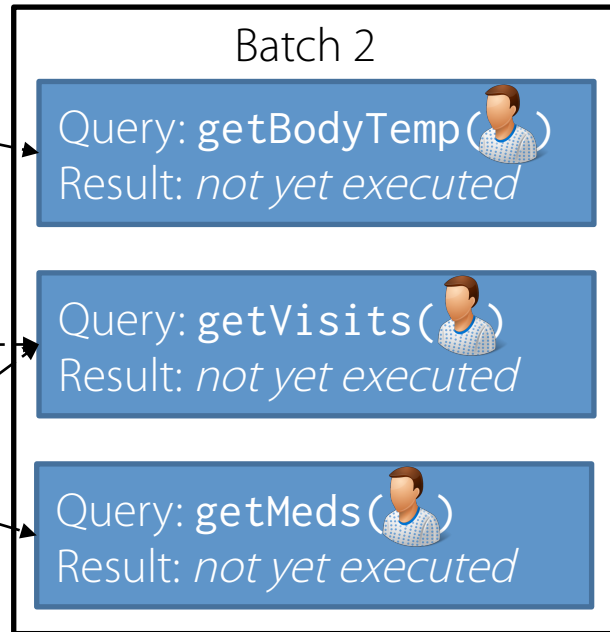 Batch 2
Query: getBodyTemp( )
Result: not yet executed
Query: getVisits( )
Result: not yet executed
Query: getMeds( )
Result: not yet executed